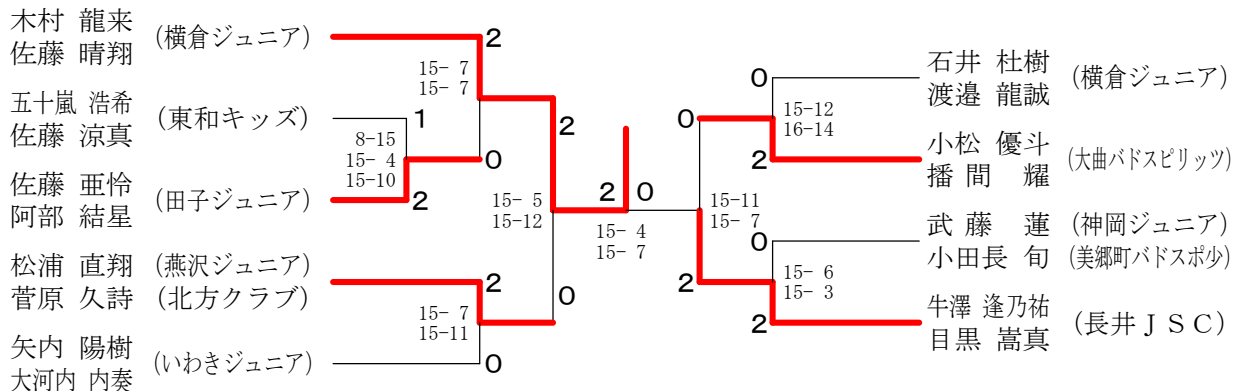 木村 龍来
佐藤 晴翔
(横倉ジュニア)
2
15- 7
15- 7
五十嵐 浩希
佐藤 涼真
(東和キッズ)
1
8-15
15- 4
15-10
0
佐藤 亜怜
阿部 結星
(田子ジュニア)
2
2
15- 5
15-12
松浦 直翔 (燕沢ジュニア)
菅原 久詩 (北方クラブ)
2
0
15- 7
15-11
矢内 陽樹
大河内 内奏
(いわきジュニア)
0
2 0
15- 4
15- 7
石井 杜樹
渡邉 龍誠
(横倉ジュニア)
0
15-12
16-14
0
小松 優斗
播間 耀
(大曲バドスピリッツ)
2
15-11
15- 7
武藤 蓮 (神岡ジュニア)
小田長 旬 (美郷町バドスポ少)
0
15- 6
15- 3
2
牛澤 逢乃祐
目黒 嵩真
(長井JSC)
2